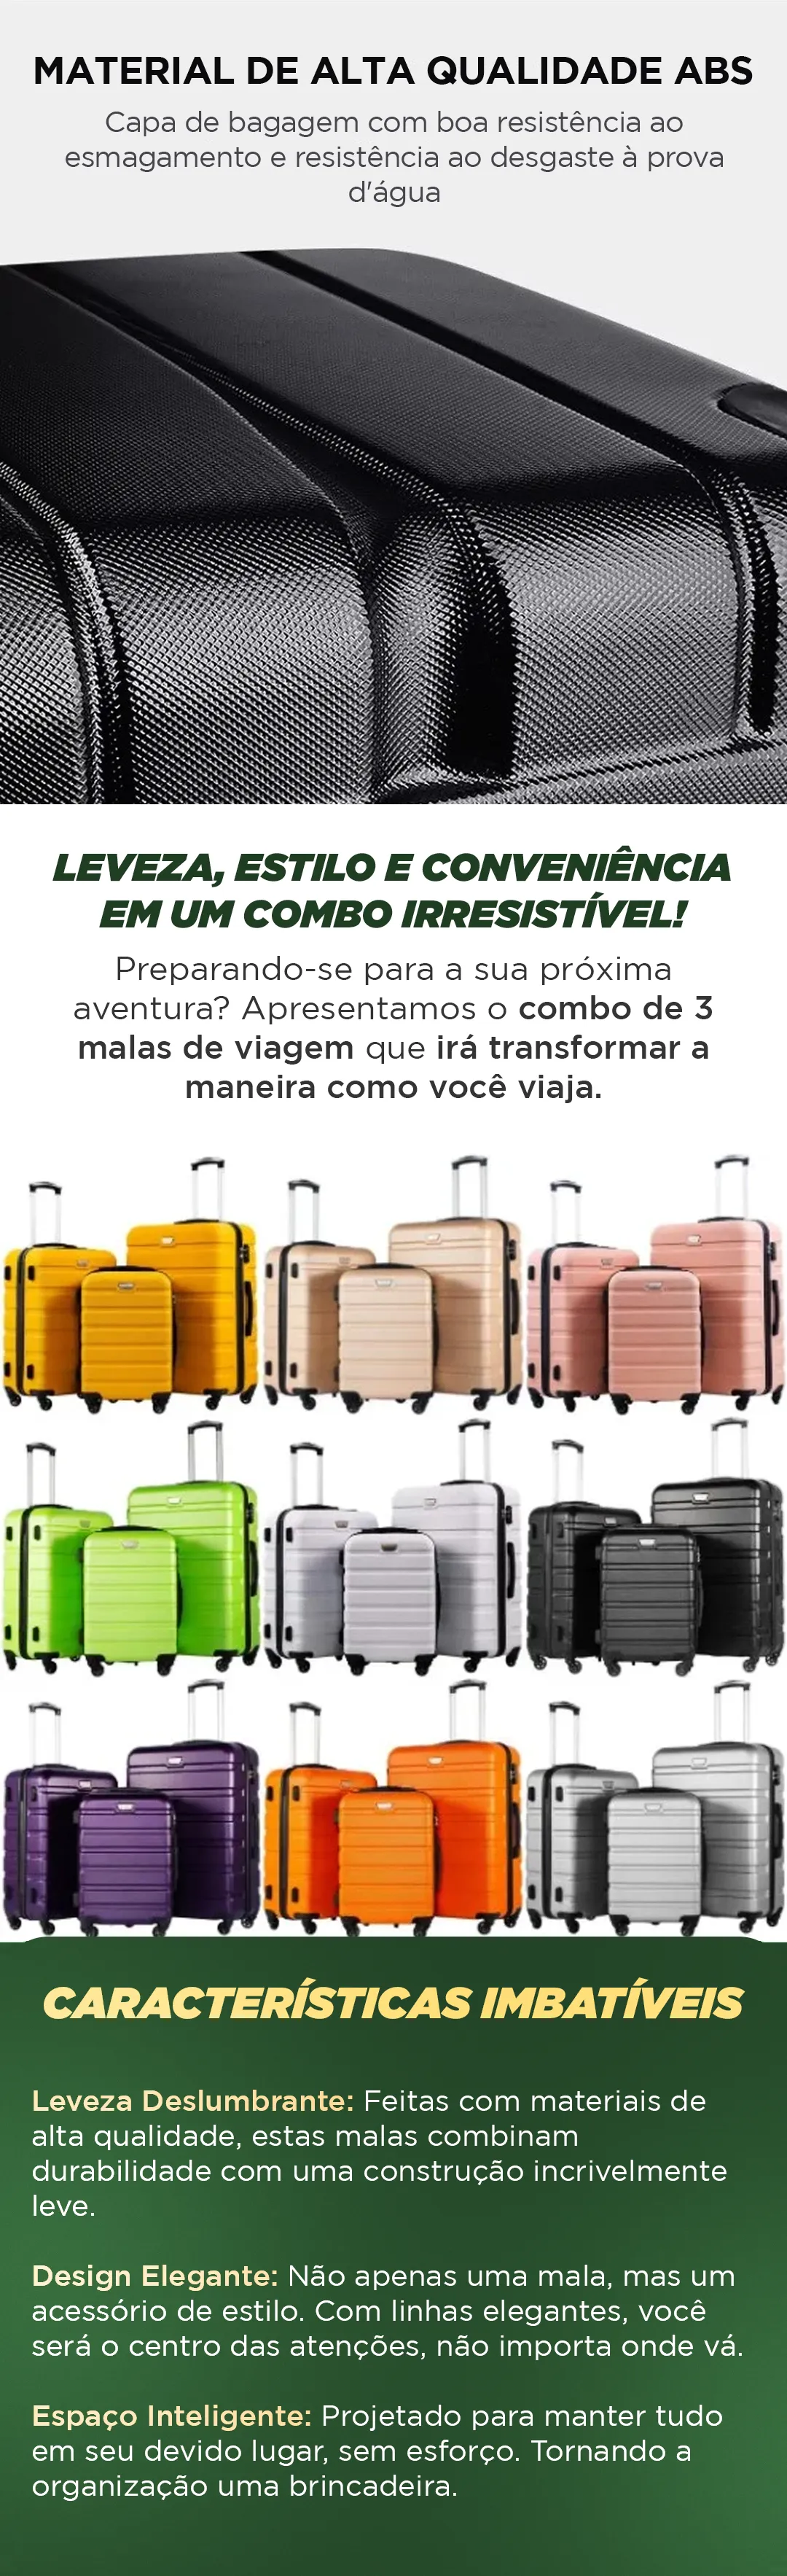 MATERIAL DE ALTA QUALIDADE ABS
Capa de bagagem com boa resistência ao
esmagamento e resistência ao desgaste à prova
d'água
LEVEZA, ESTILO E CONVENIÊNCIA
EM UM COMBO IRRESISTÍVEL!
Preparando-se para a sua próxima
aventura? Apresentamos o combo de 3
malas de viagem que irá transformar a
maneira como você viaja.
CARACTERÍSTICAS IMBATÍVEIS
Leveza Deslumbrante: Feitas com materiais de
alta qualidade, estas malas combinam
durabilidade com uma construção incrivelmente
leve.
Design Elegante: Não apenas uma mala, mas um
acessório de estilo. Com linhas elegantes, você
será o centro das atenções, não importa onde vá.
Espaço Inteligente: Projetado para manter tudo
em seu devido lugar, sem esforço. Tornando a
organização uma brincadeira.